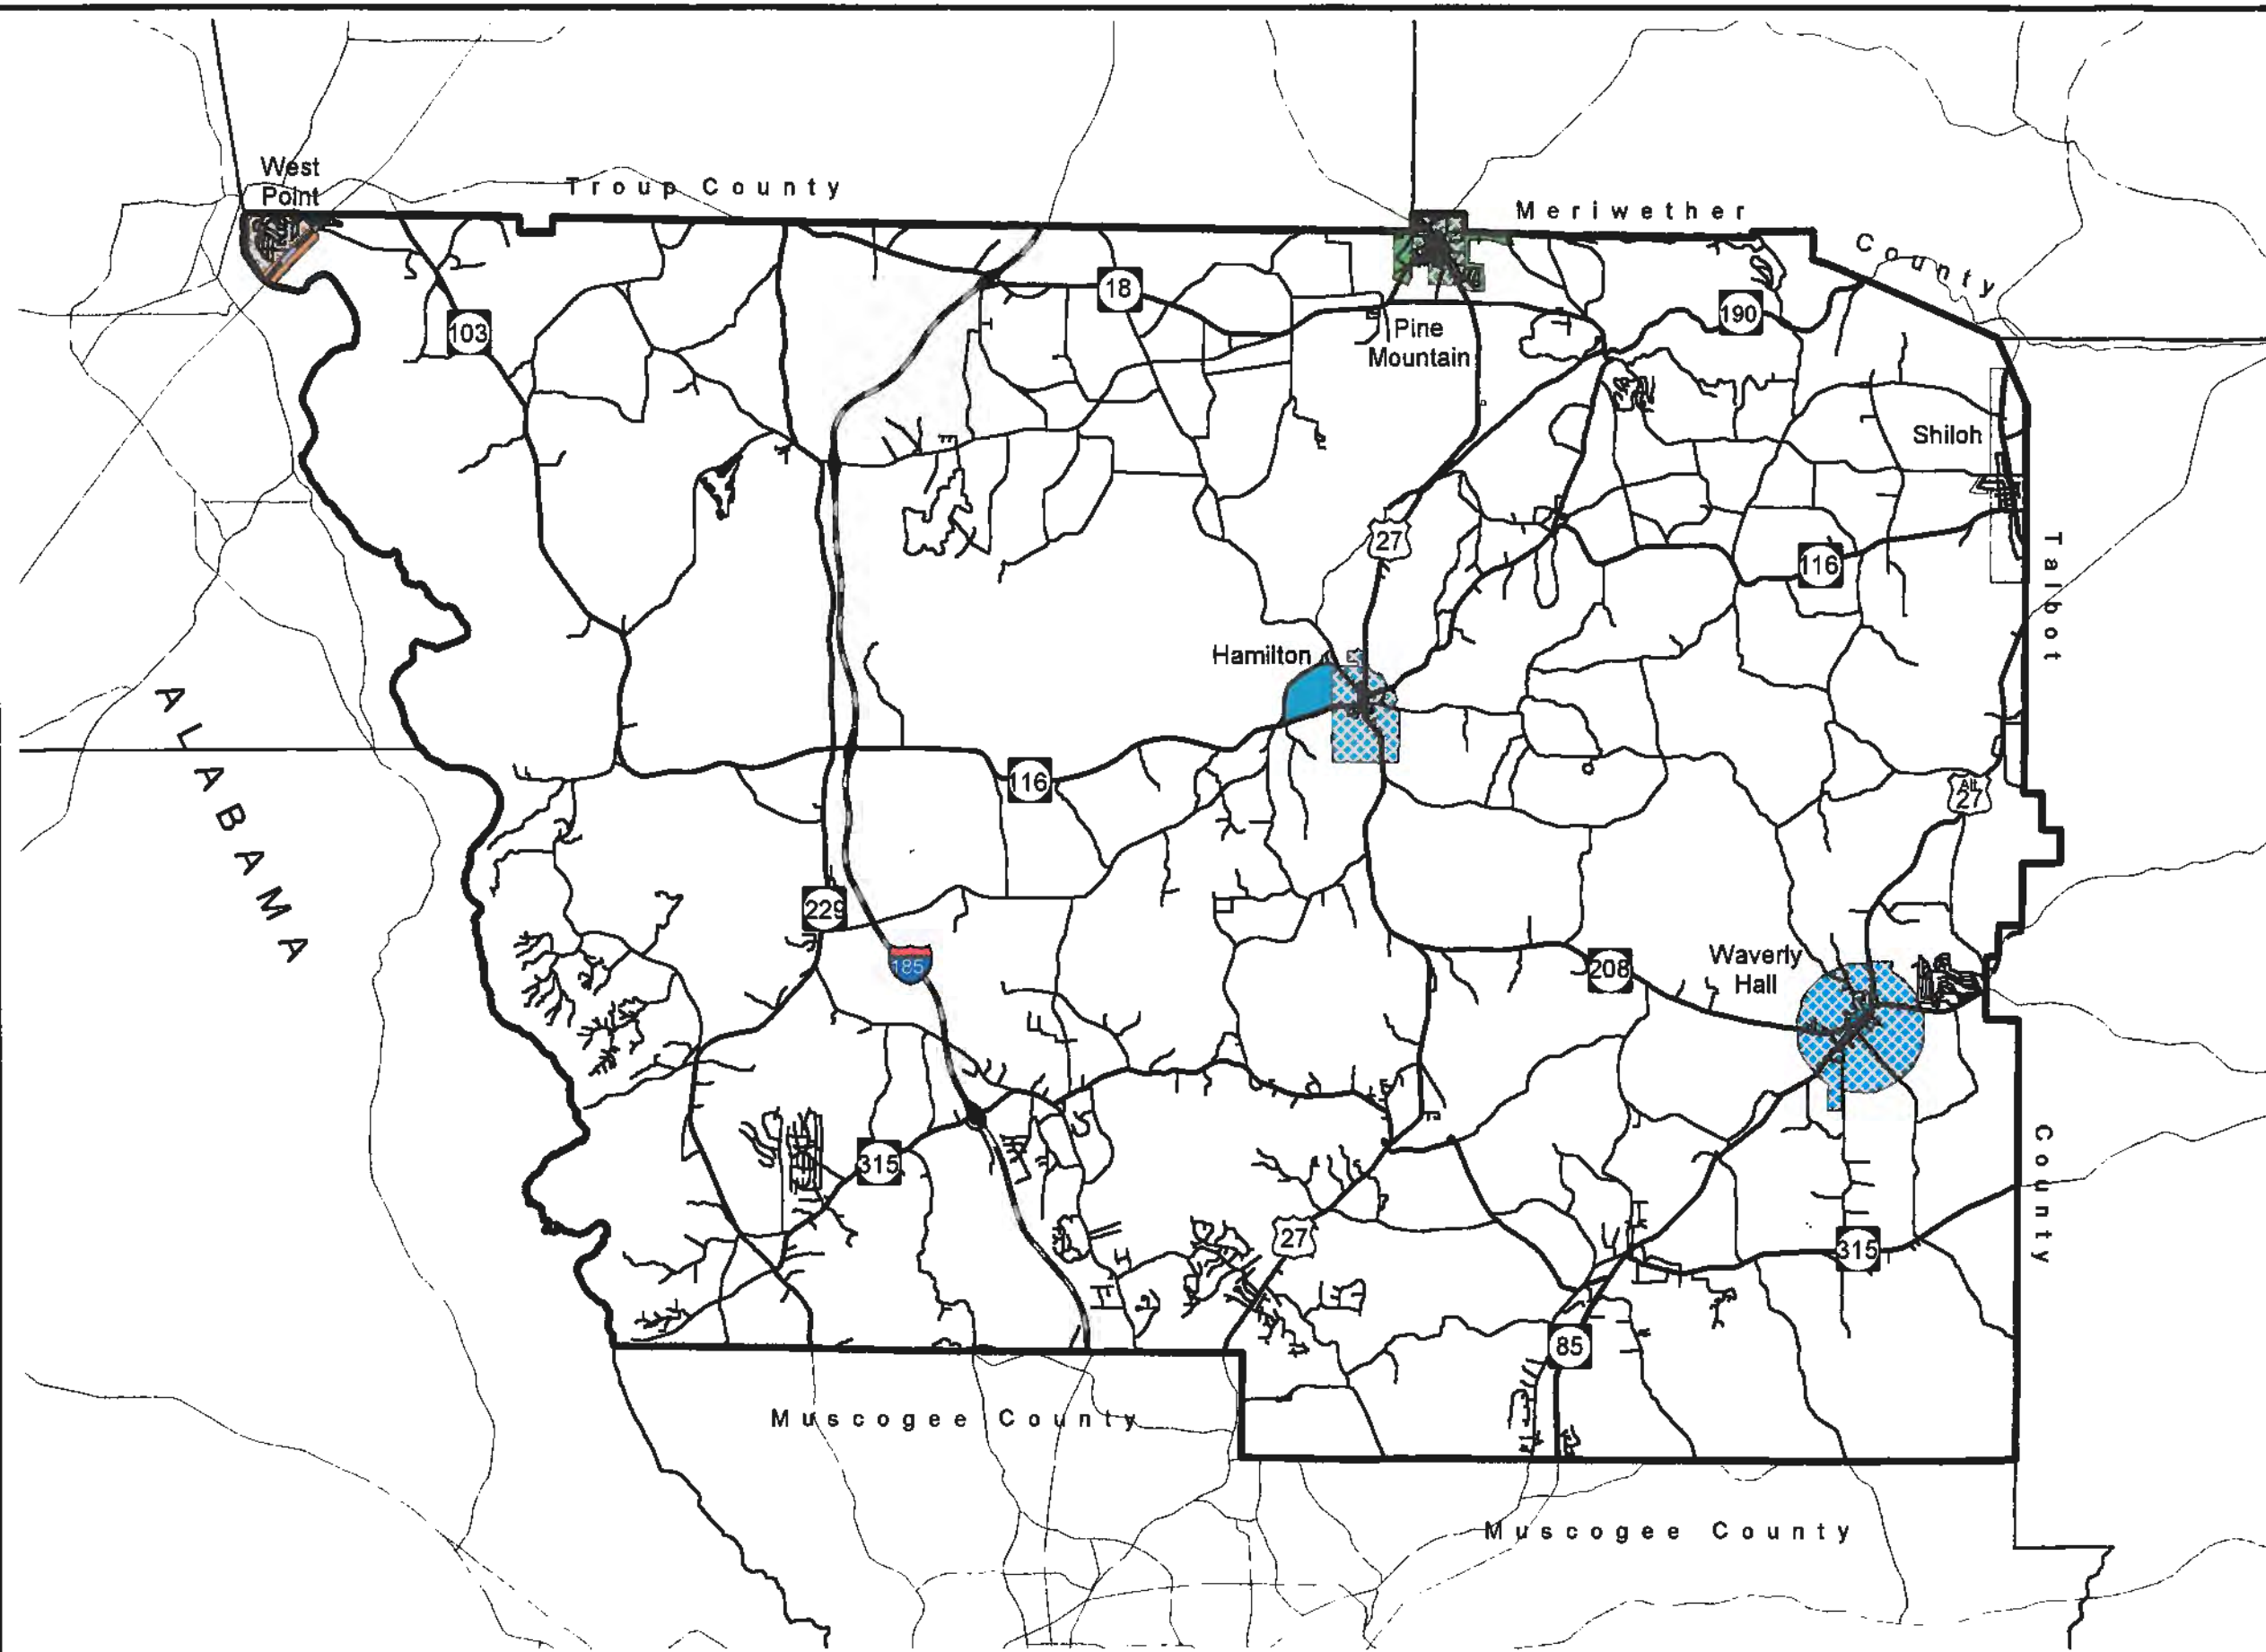 West
Point
Troup County
Meriwether
County
18
103
190
Pine
Mountain
Shiloh
27
116
Talbot
Hamilton
ALABAMA
116
Alt
27
229
185
Waverly
Hall
208
315
County
27
315
85
Muscogee County
Muscogee County